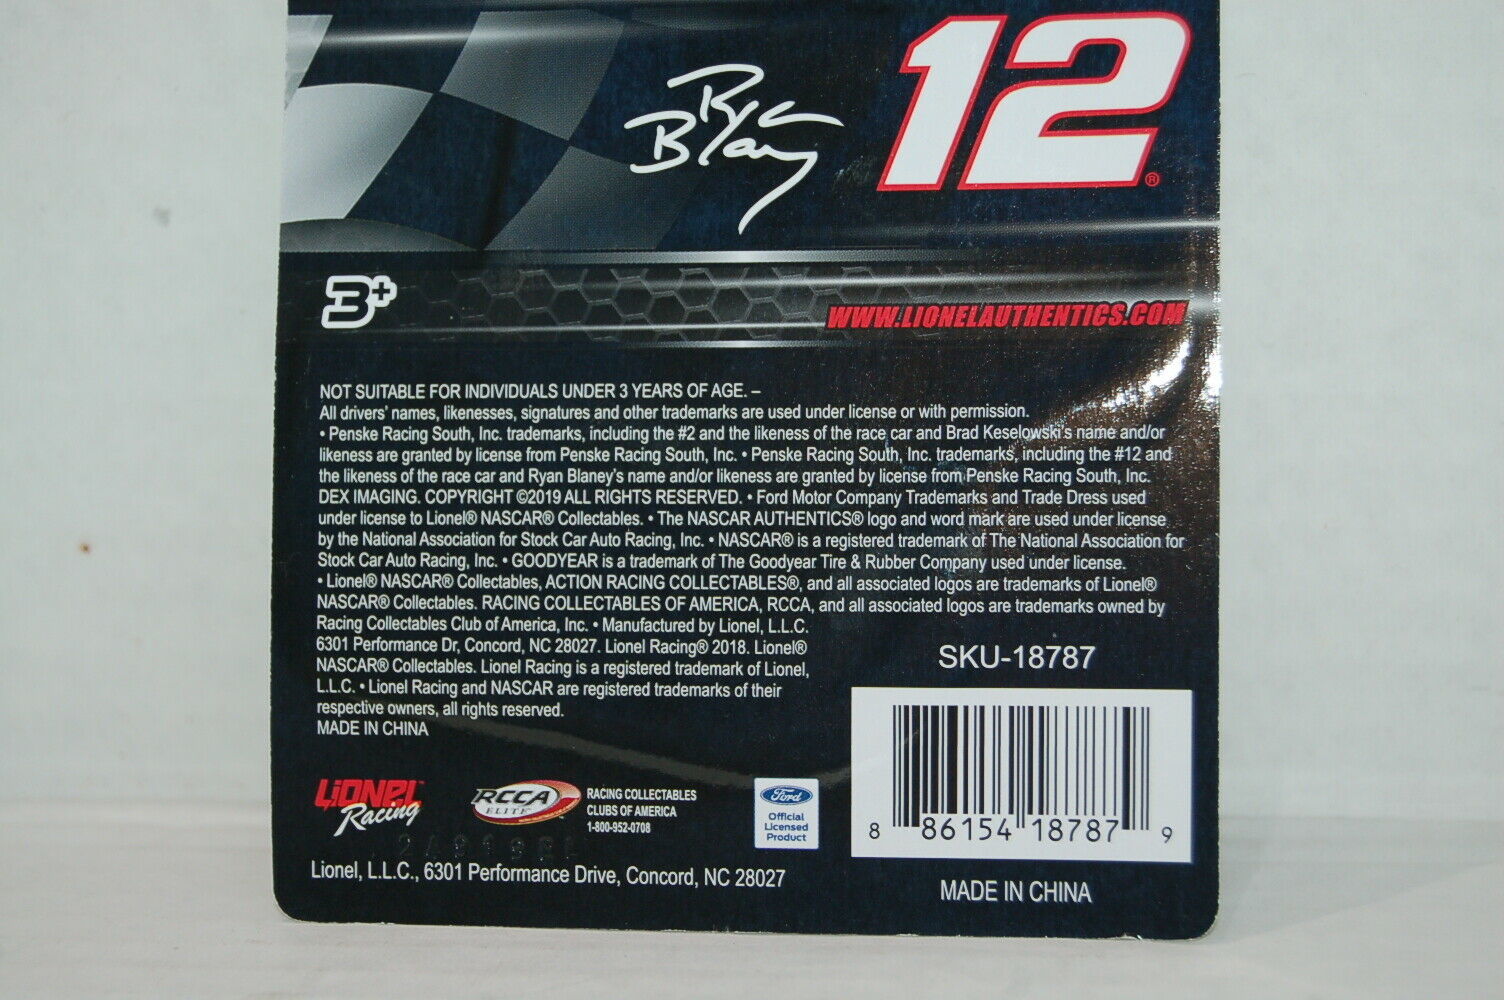 12®
Ryan
Blaney
3+
WWW.LIONELAUTHENTICS.COM
NOT SUITABLE FOR INDIVIDUALS UNDER 3 YEARS OF AGE. –
All drivers' names, likenesses, signatures and other trademarks are used under license or with permission.
• Penske Racing South, Inc. trademarks, including the #2 and the likeness of the race car and Brad Keselowski's name and/or
likeness are granted by license from Penske Racing South, Inc. • Penske Racing South, Inc. trademarks, including the #12 and
the likeness of the race car and Ryan Blaney's name and/or likeness are granted by license from Penske Racing South, Inc.
DEX IMAGING. COPYRIGHT ©2019 ALL RIGHTS RESERVED. • Ford Motor Company Trademarks and Trade Dress used
under license to Lionel® NASCAR® Collectables. • The NASCAR AUTHENTICS® logo and word mark are used under license
by the National Association for Stock Car Auto Racing, Inc. • NASCAR® is a registered trademark of The National Association for
Stock Car Auto Racing, Inc. • GOODYEAR is a trademark of The Goodyear Tire & Rubber Company used under license.
• Lionel® NASCAR® Collectables, ACTION RACING COLLECTABLES®, and all associated logos are trademarks of Lionel®
NASCAR® Collectables. RACING COLLECTABLES OF AMERICA, RCCA, and all associated logos are trademarks owned by
Racing Collectables Club of America, Inc. • Manufactured by Lionel, L.L.C.
6301 Performance Dr, Concord, NC 28027. Lionel Racing® 2018. Lionel®
NASCAR® Collectables. Lionel Racing is a registered trademark of Lionel,
L.L.C. • Lionel Racing and NASCAR are registered trademarks of their
respective owners, all rights reserved.
MADE IN CHINA
SKU-18787
8 86154 18787 9
LIONEL™
Racing
RCCA
ELITE
RACING COLLECTABLES
CLUBS OF AMERICA
1-800-952-0708
Ford
Official
Licensed
Product
Lionel, L.L.C., 6301 Performance Drive, Concord, NC 28027
MADE IN CHINA